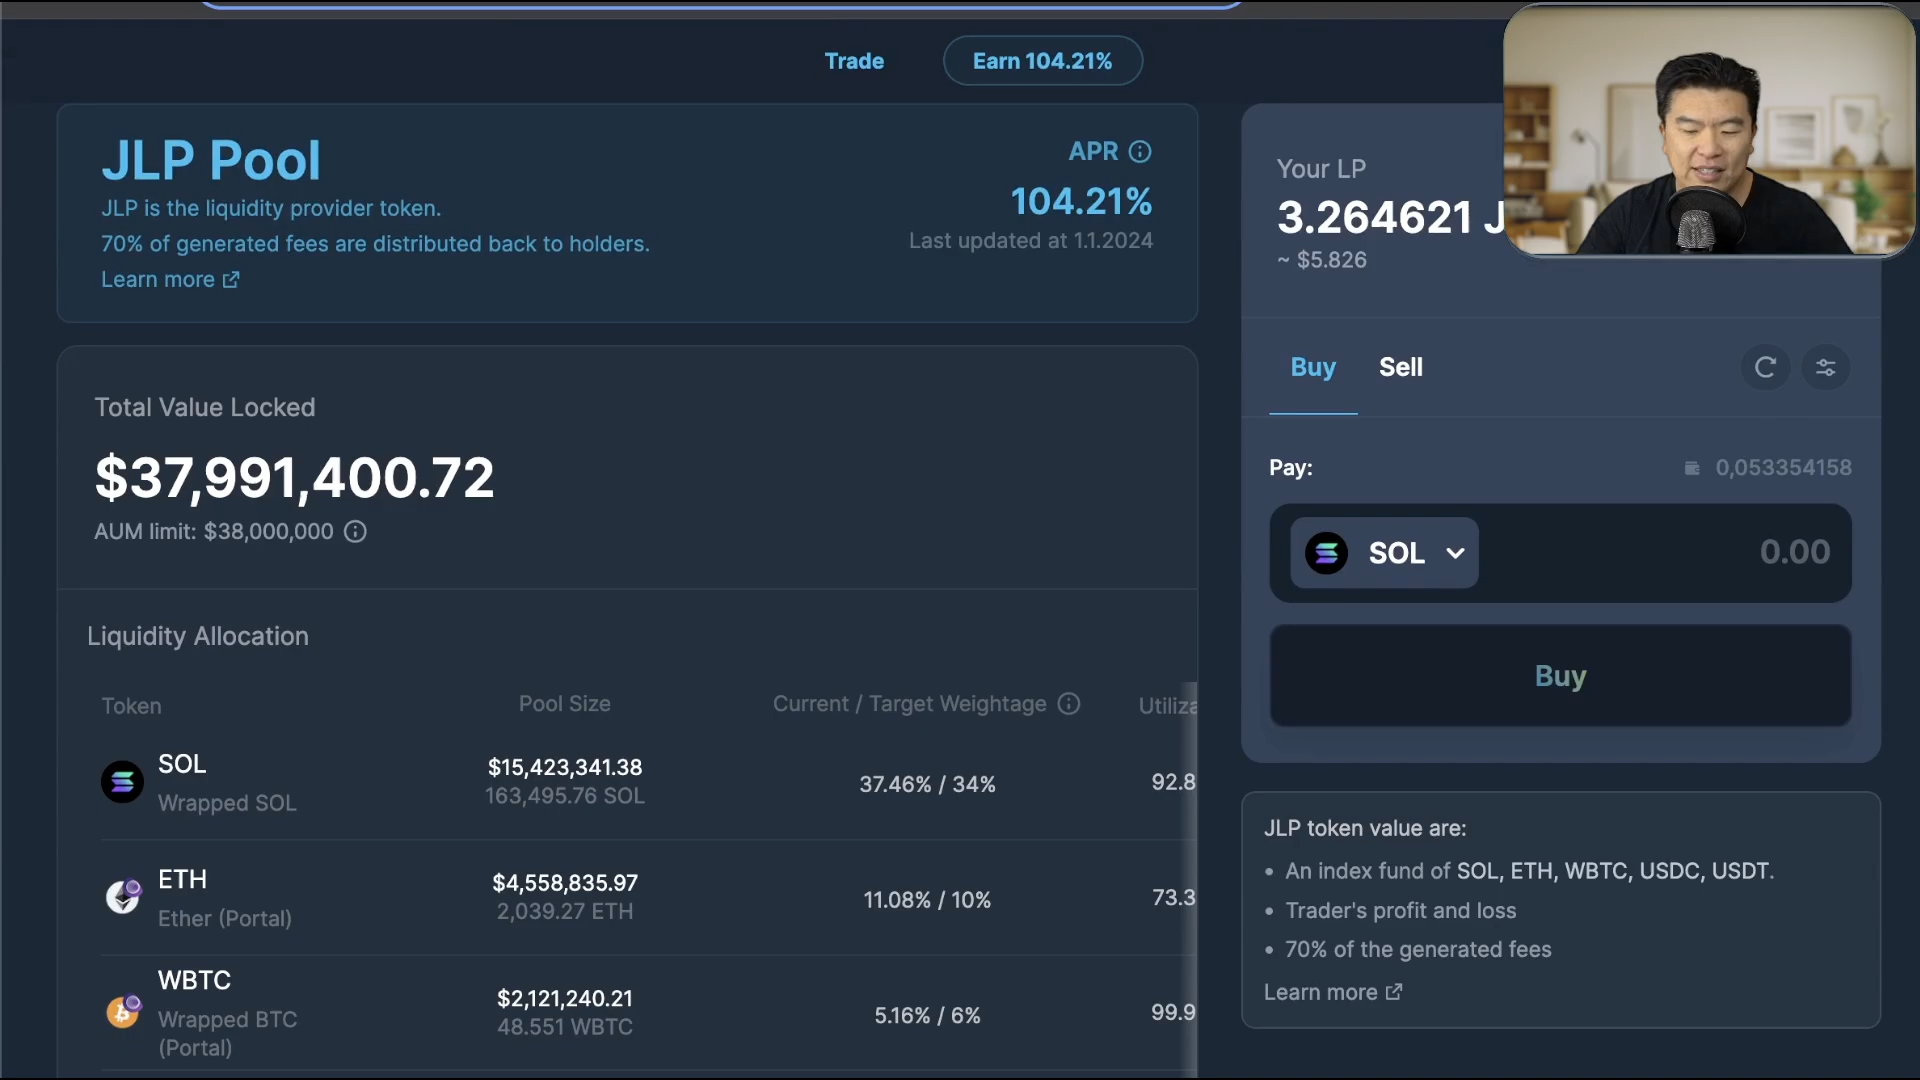 Trade
Earn 104.21%
JLP Pool
JLP is the liquidity provider token.
70% of generated fees are distributed back to holders.
Learn more
APR
104.21%
Last updated at 1.1.2024
Total Value Locked
$37,991,400.72
AUM limit: $38,000,000
Liquidity Allocation
Token Pool Size Current / Target Weightage Utiliza
SOL
Wrapped SOL
$15,423,341.38
163,495.76 SOL
37.46% / 34%
92.8
ETH
Ether (Portal)
$4,558,835.97
2,039.27 ETH
11.08% / 10%
73.3
WBTC
Wrapped BTC
(Portal)
$2,121,240.21
48.551 WBTC
5.16% / 6%
99.9
Your LP
3.264621 J
~ $5.826
Buy Sell
Pay: 0,053354158
SOL 0.00
Buy
JLP token value are:
• An index fund of SOL, ETH, WBTC, USDC, USDT.
• Trader's profit and loss
• 70% of the generated fees
Learn more